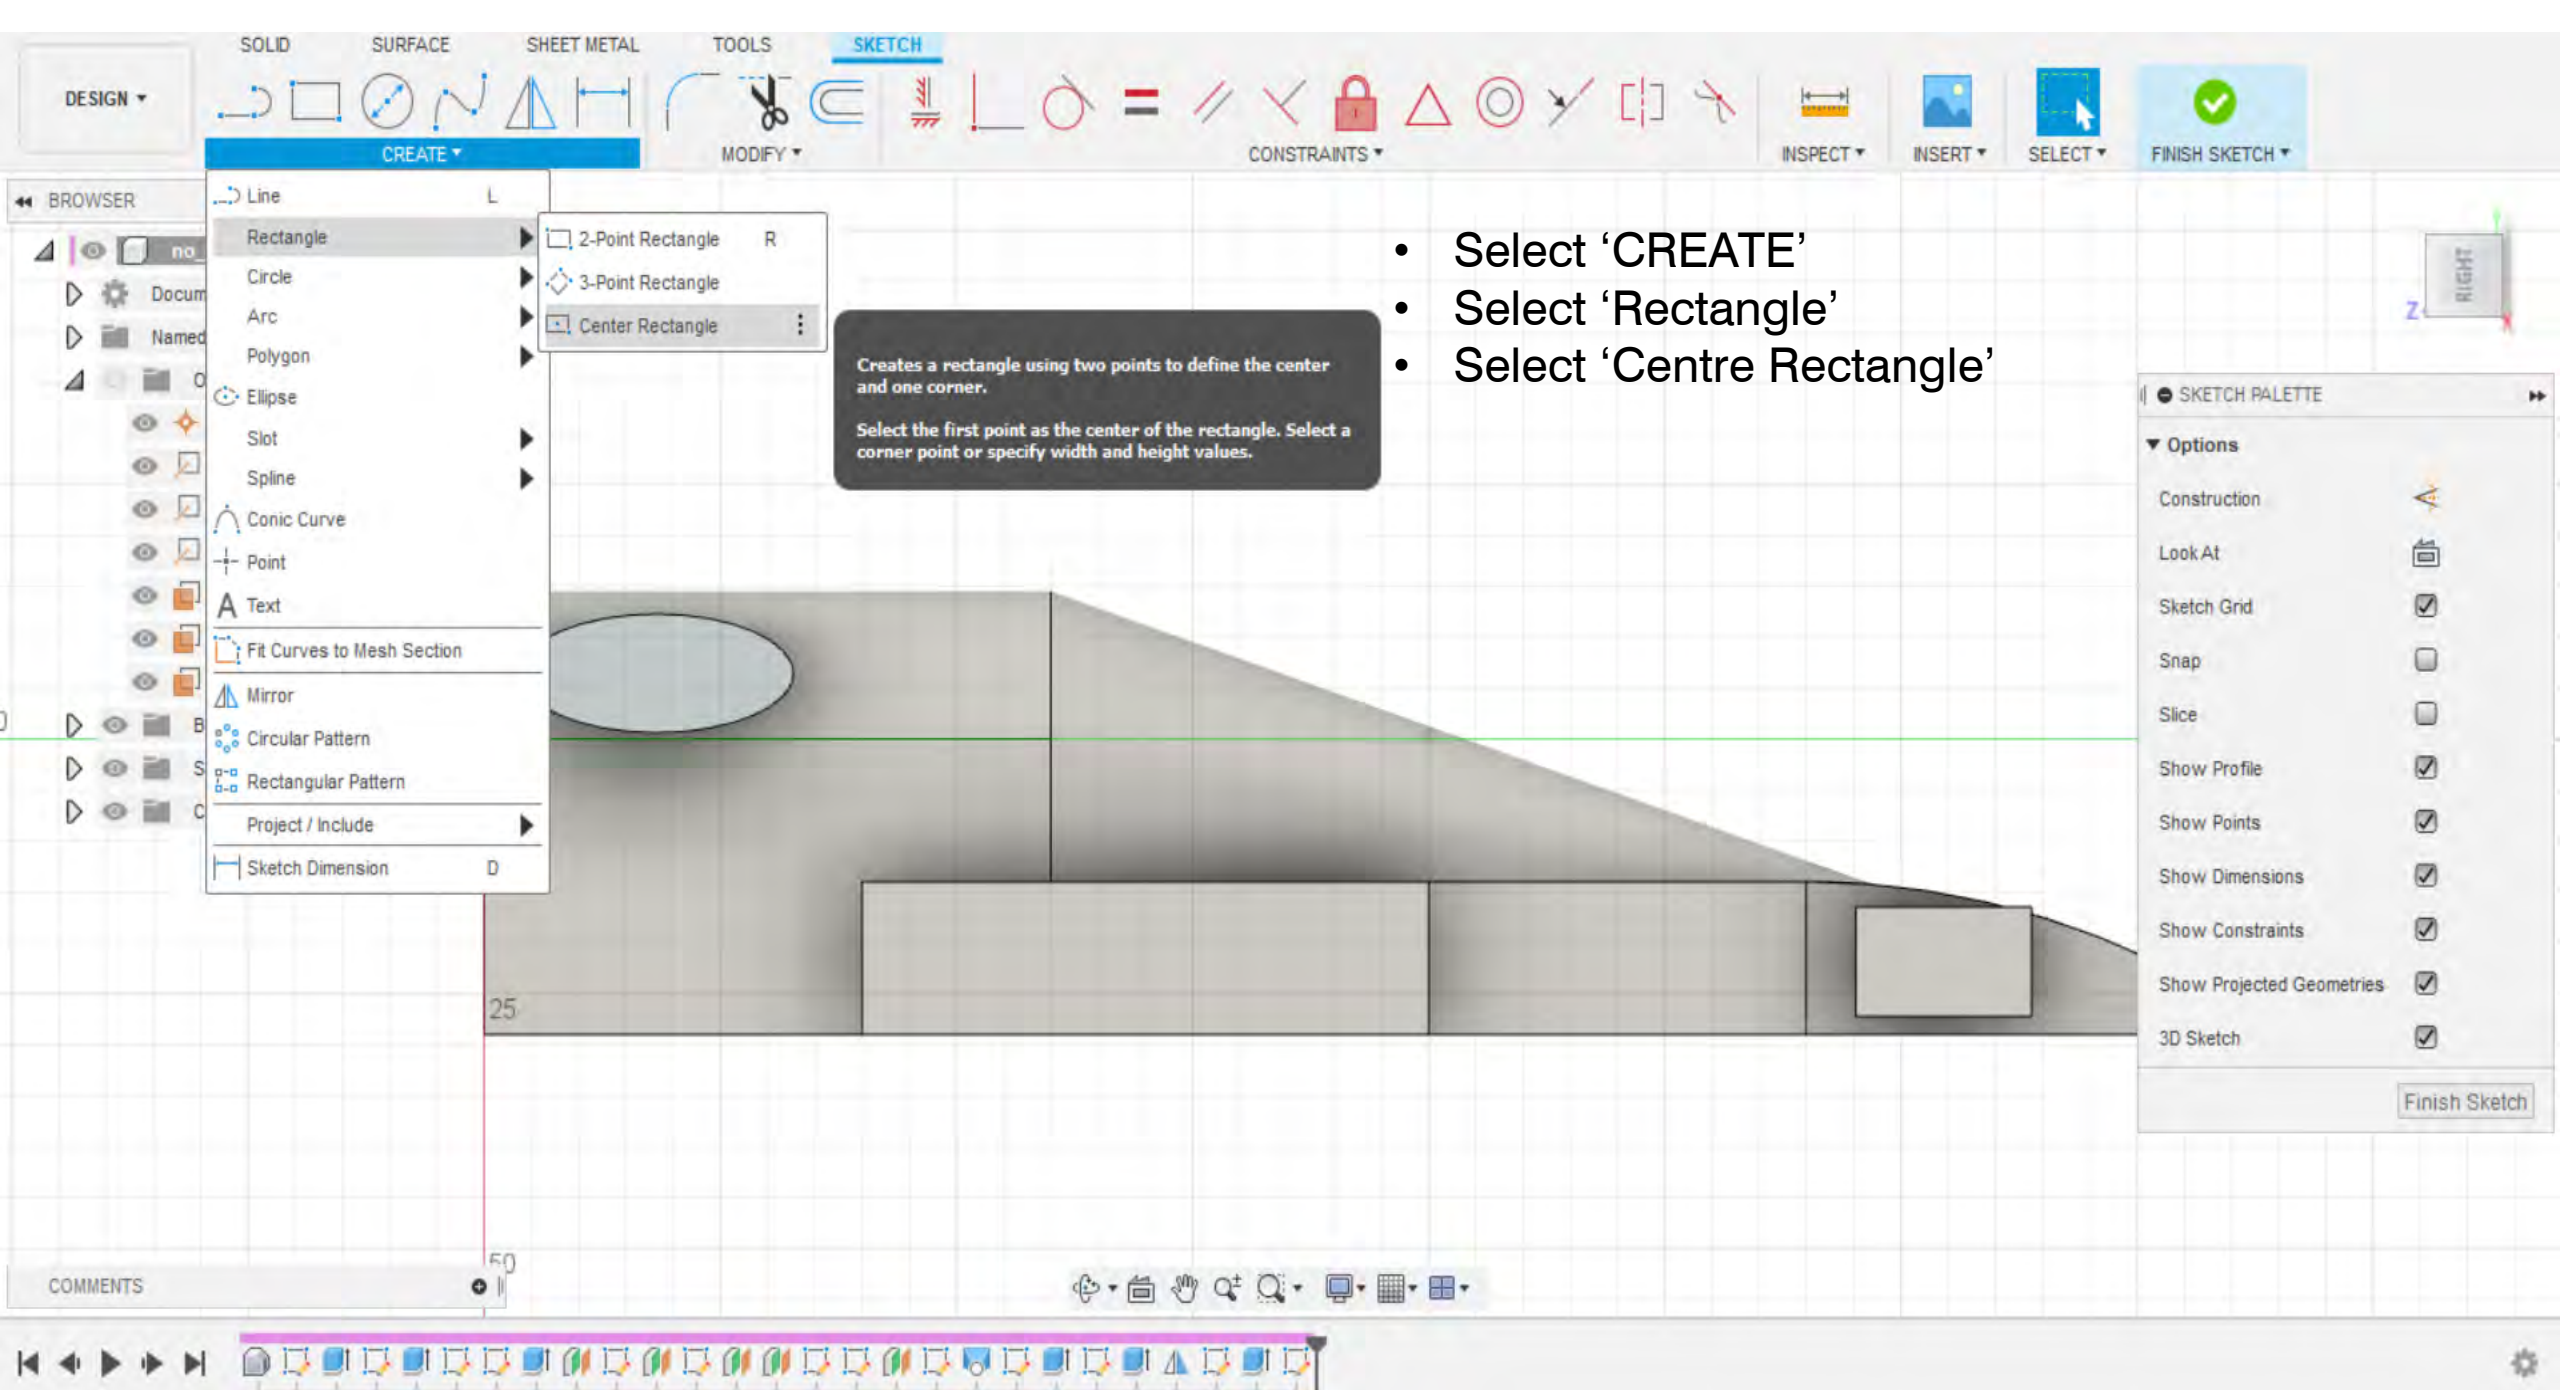 SOLID SURFACE SHEET METAL TOOLS SKETCH
DESIGN
CREATE MODIFY CONSTRAINTS INSPECT INSERT SELECT FINISH SKETCH
BROWSER
no_
Docum
Named
O
B
S
C
Line L
Rectangle
Circle
Arc
Polygon
Ellipse
Slot
Spline
Conic Curve
Point
A Text
Fit Curves to Mesh Section
Mirror
Circular Pattern
Rectangular Pattern
Project / Include
Sketch Dimension D
2-Point Rectangle R
3-Point Rectangle
Center Rectangle
Creates a rectangle using two points to define the center
and one corner.
Select the first point as the center of the rectangle. Select a
corner point or specify width and height values.
• Select ‘CREATE’
• Select ‘Rectangle’
• Select ‘Centre Rectangle’
RIGHT
Z
X
SKETCH PALETTE
Options
Construction
Look At
Sketch Grid
Snap
Slice
Show Profile
Show Points
Show Dimensions
Show Constraints
Show Projected Geometries
3D Sketch
Finish Sketch
25
50
COMMENTS